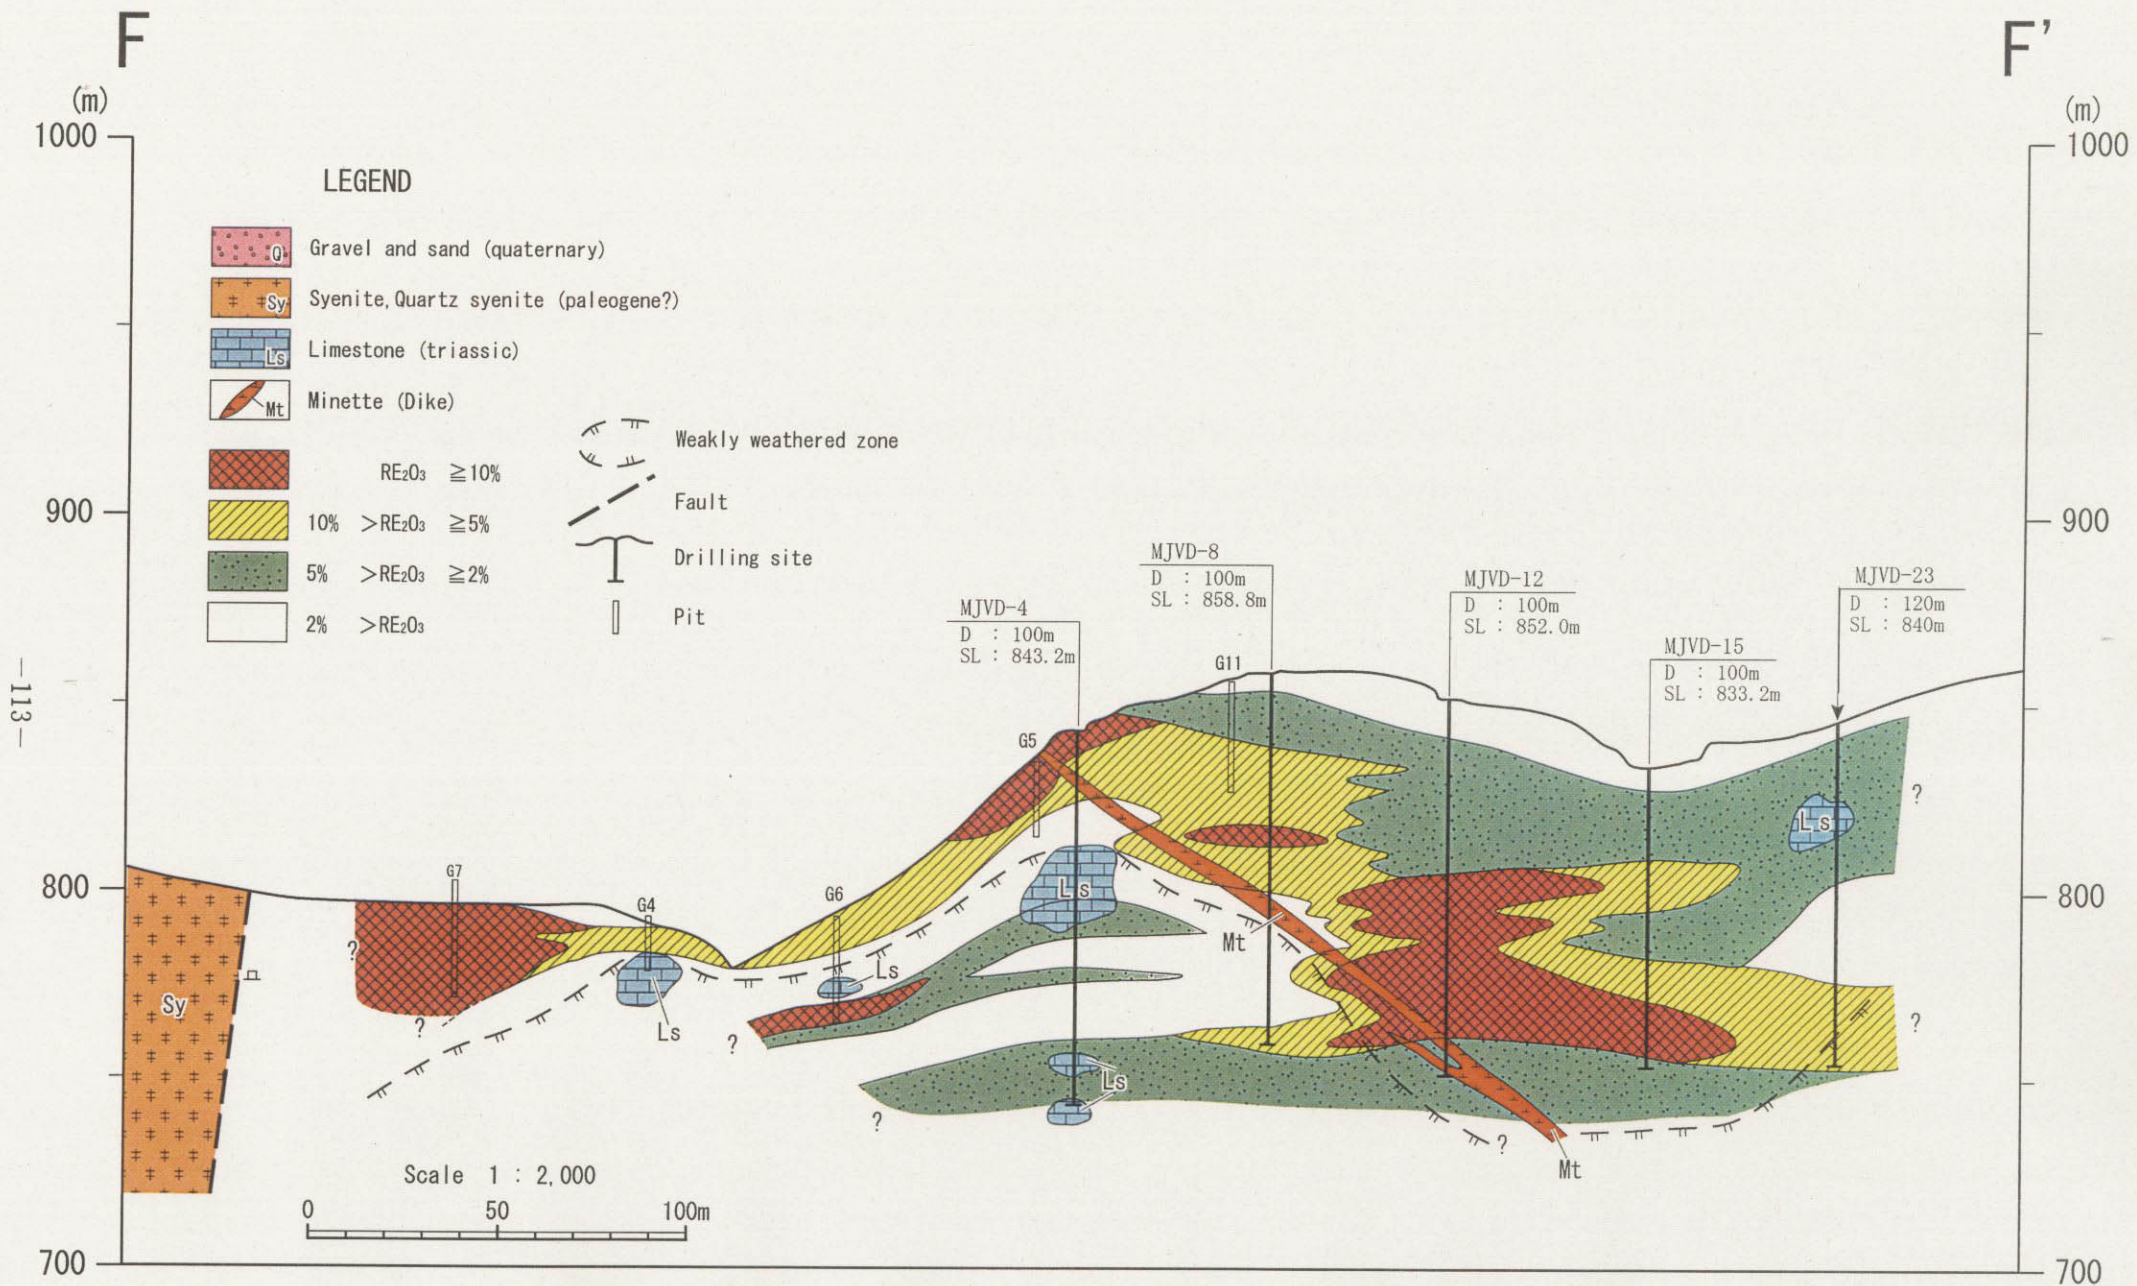 F
F'
(m)
(m)
1000
1000
LEGEND
Q Gravel and sand (quaternary)
Sy Syenite, Quartz syenite (paleogene?)
Ls Limestone (triassic)
Mt Minette (Dike)
RE₂O₃ ≧10%
10% >RE₂O₃ ≧5%
5% >RE₂O₃ ≧2%
2% >RE₂O₃
Weakly weathered zone
Fault
Drilling site
Pit
900
900
MJVD-8
D : 100m
SL : 858.8m
MJVD-12
D : 100m
SL : 852.0m
MJVD-23
D : 120m
SL : 840m
MJVD-4
D : 100m
SL : 843.2m
MJVD-15
D : 100m
SL : 833.2m
G11
G5
—113—
?
Ls
800
800
G7
G4
G6
Ls
Mt
?
Ls
Sy
Ls
?
?
?
Ls
?
?
Mt
Scale 1 : 2,000
0 50 100m
700
700